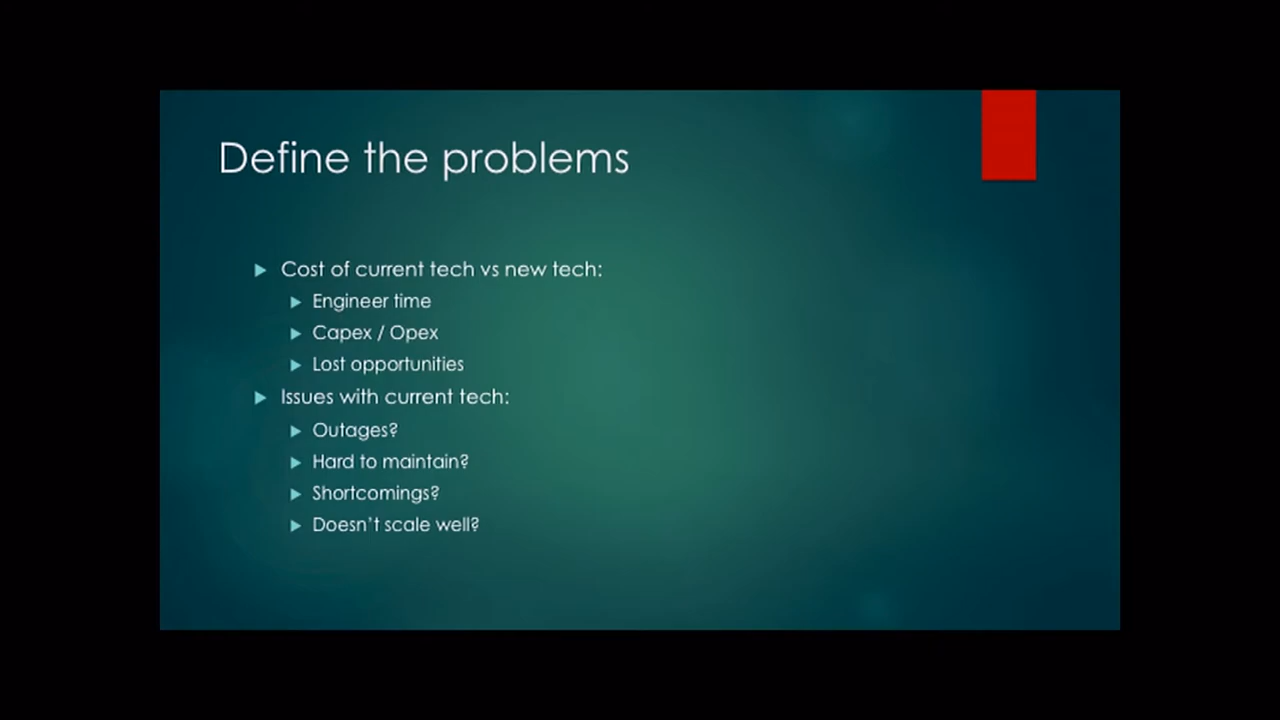 Define the problems
Cost of current tech vs new tech:
Engineer time
Capex / Opex
Lost opportunities
Issues with current tech:
Outages?
Hard to maintain?
Shortcomings?
Doesn't scale well?